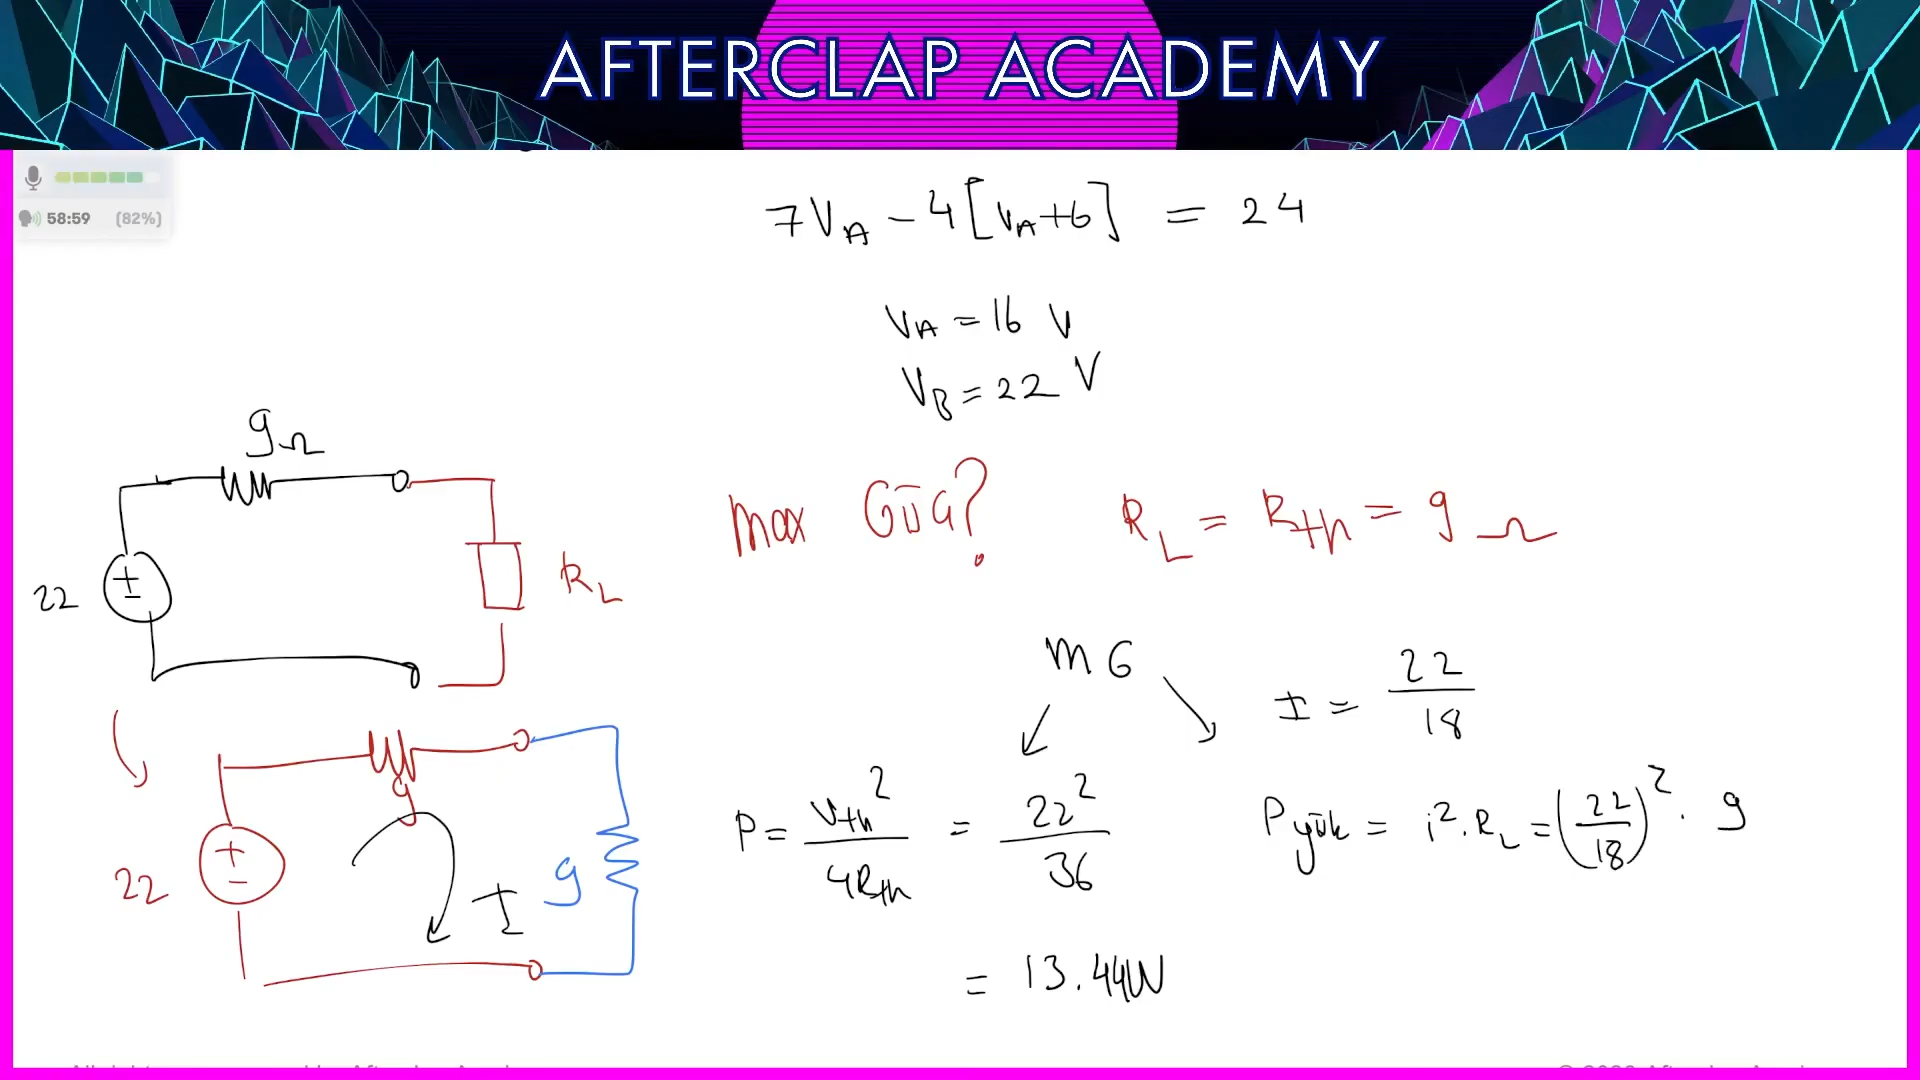 AFTERCLAP ACADEMY
58:59 (82%)
7VA - 4[VA+6] = 24
VA = 16 V
VB = 22 V
9Ω
22
RL
max GÜÇ?
RL = Rth = 9 Ω
MG
I = 22/18
P = Vth²/4Rth = 22²/36
= 13.44W
Pyük = i².RL = (22/18)² . 9
9
22
I
9